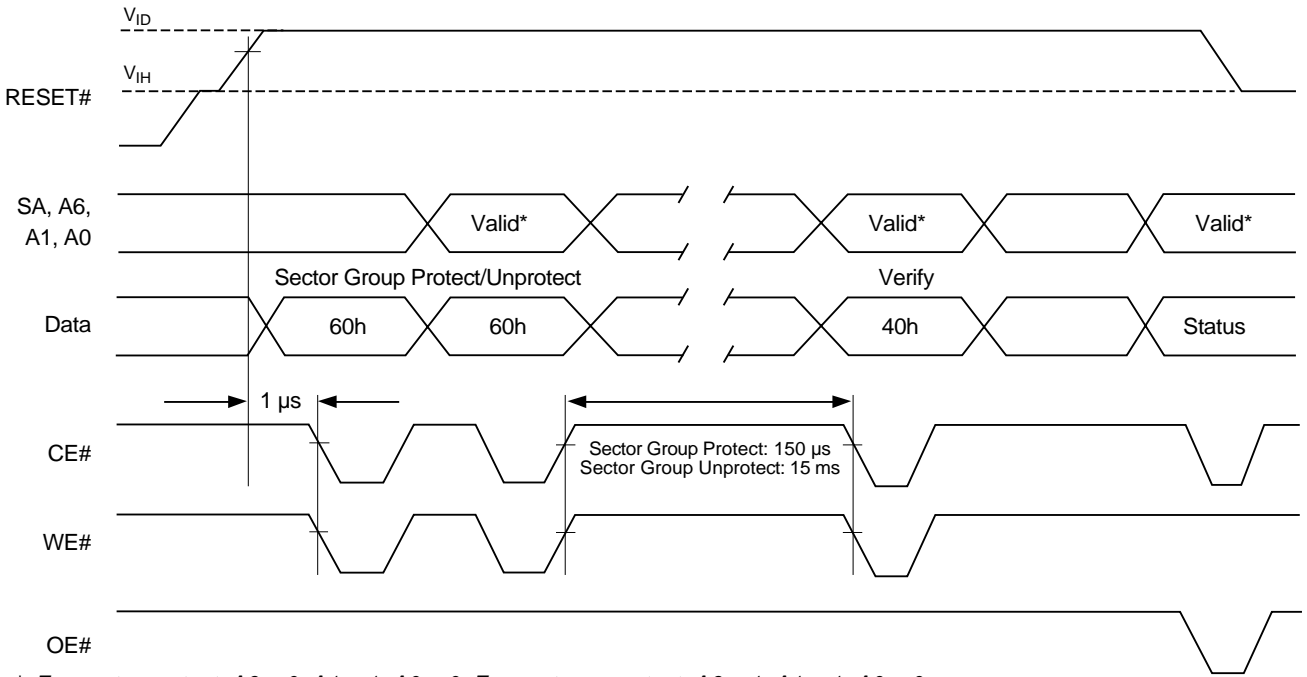 VID
VIH
RESET#
SA, A6,
A1, A0
Valid*
Valid*
Valid*
Sector Group Protect/Unprotect
Verify
Data
60h
60h
40h
Status
1 µs
CE#
Sector Group Protect: 150 µs
Sector Group Unprotect: 15 ms
WE#
OE#